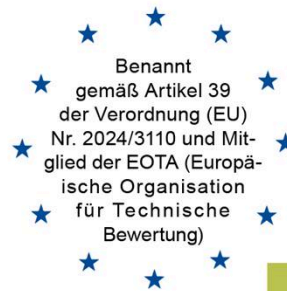 Benannt
gemäß Artikel 39
der Verordnung (EU)
Nr. 2024/3110 und Mit-
glied der EOTA (Europä-
ische Organisation
für Technische
Bewertung)